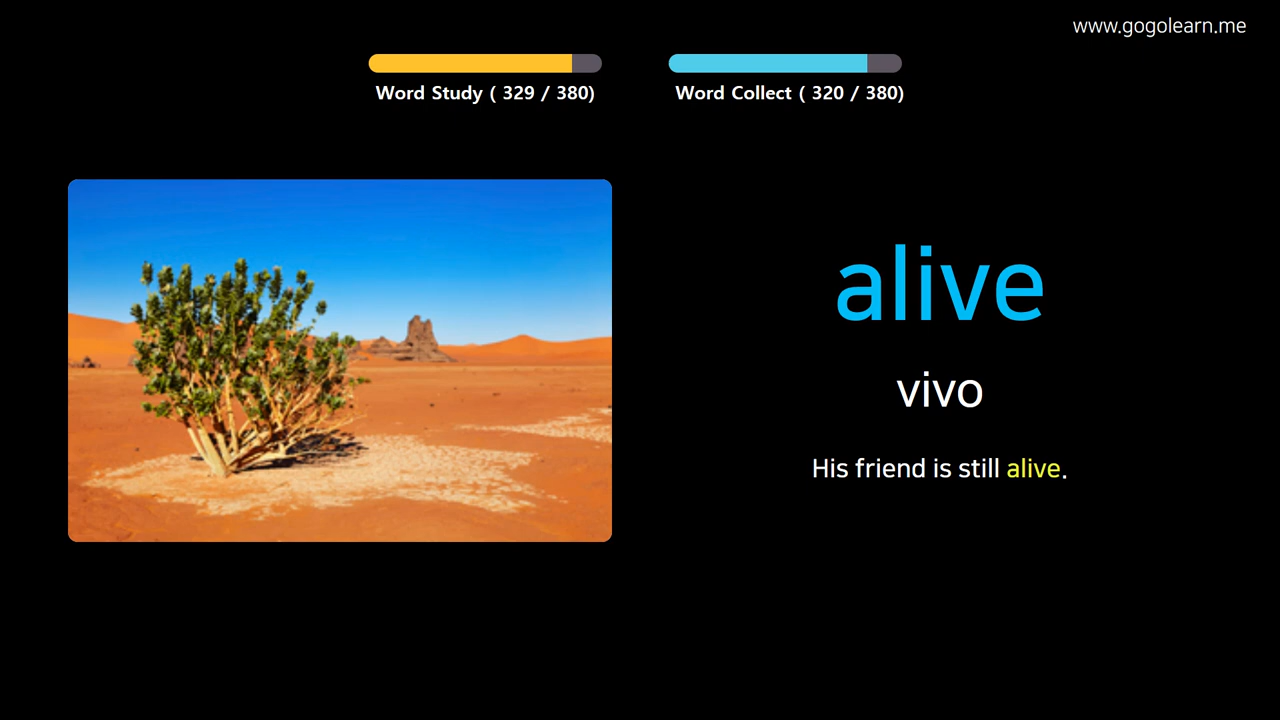 www.gogolearn.me
Word Study ( 329 / 380)
Word Collect ( 320 / 380)
alive
vivo
His friend is still alive.